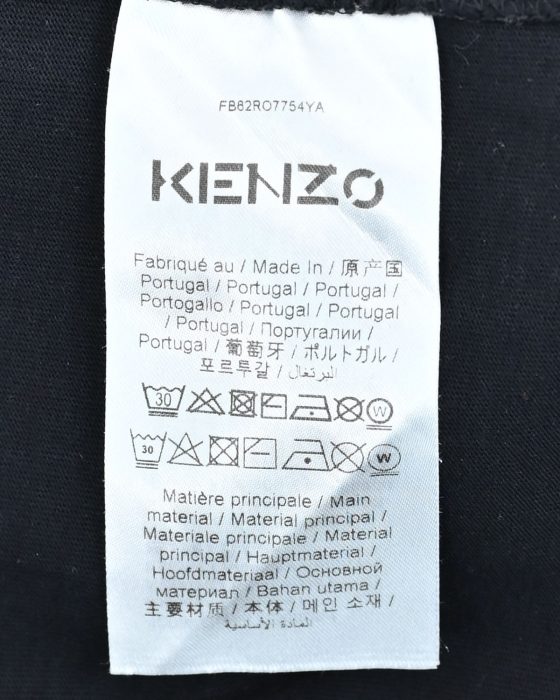 FB82RO7754YA
KENZO
Fabriqué au / Made In / 原产国
Portugal / Portugal / Portugal /
Portogallo / Portugal / Portugal
/ Portugal / Португалии /
Portugal / 葡萄牙 / ポルトガル /
포르투갈 / البرتغال
30 W
30 W
Matière principale / Main
material / Material principal /
Materiale principale / Material
principal / Hauptmaterial /
Hoofdmateriaal / Основной
материал / Bahan utama /
主要材质 / 本体 / 메인 소재 /
المادة الأساسية